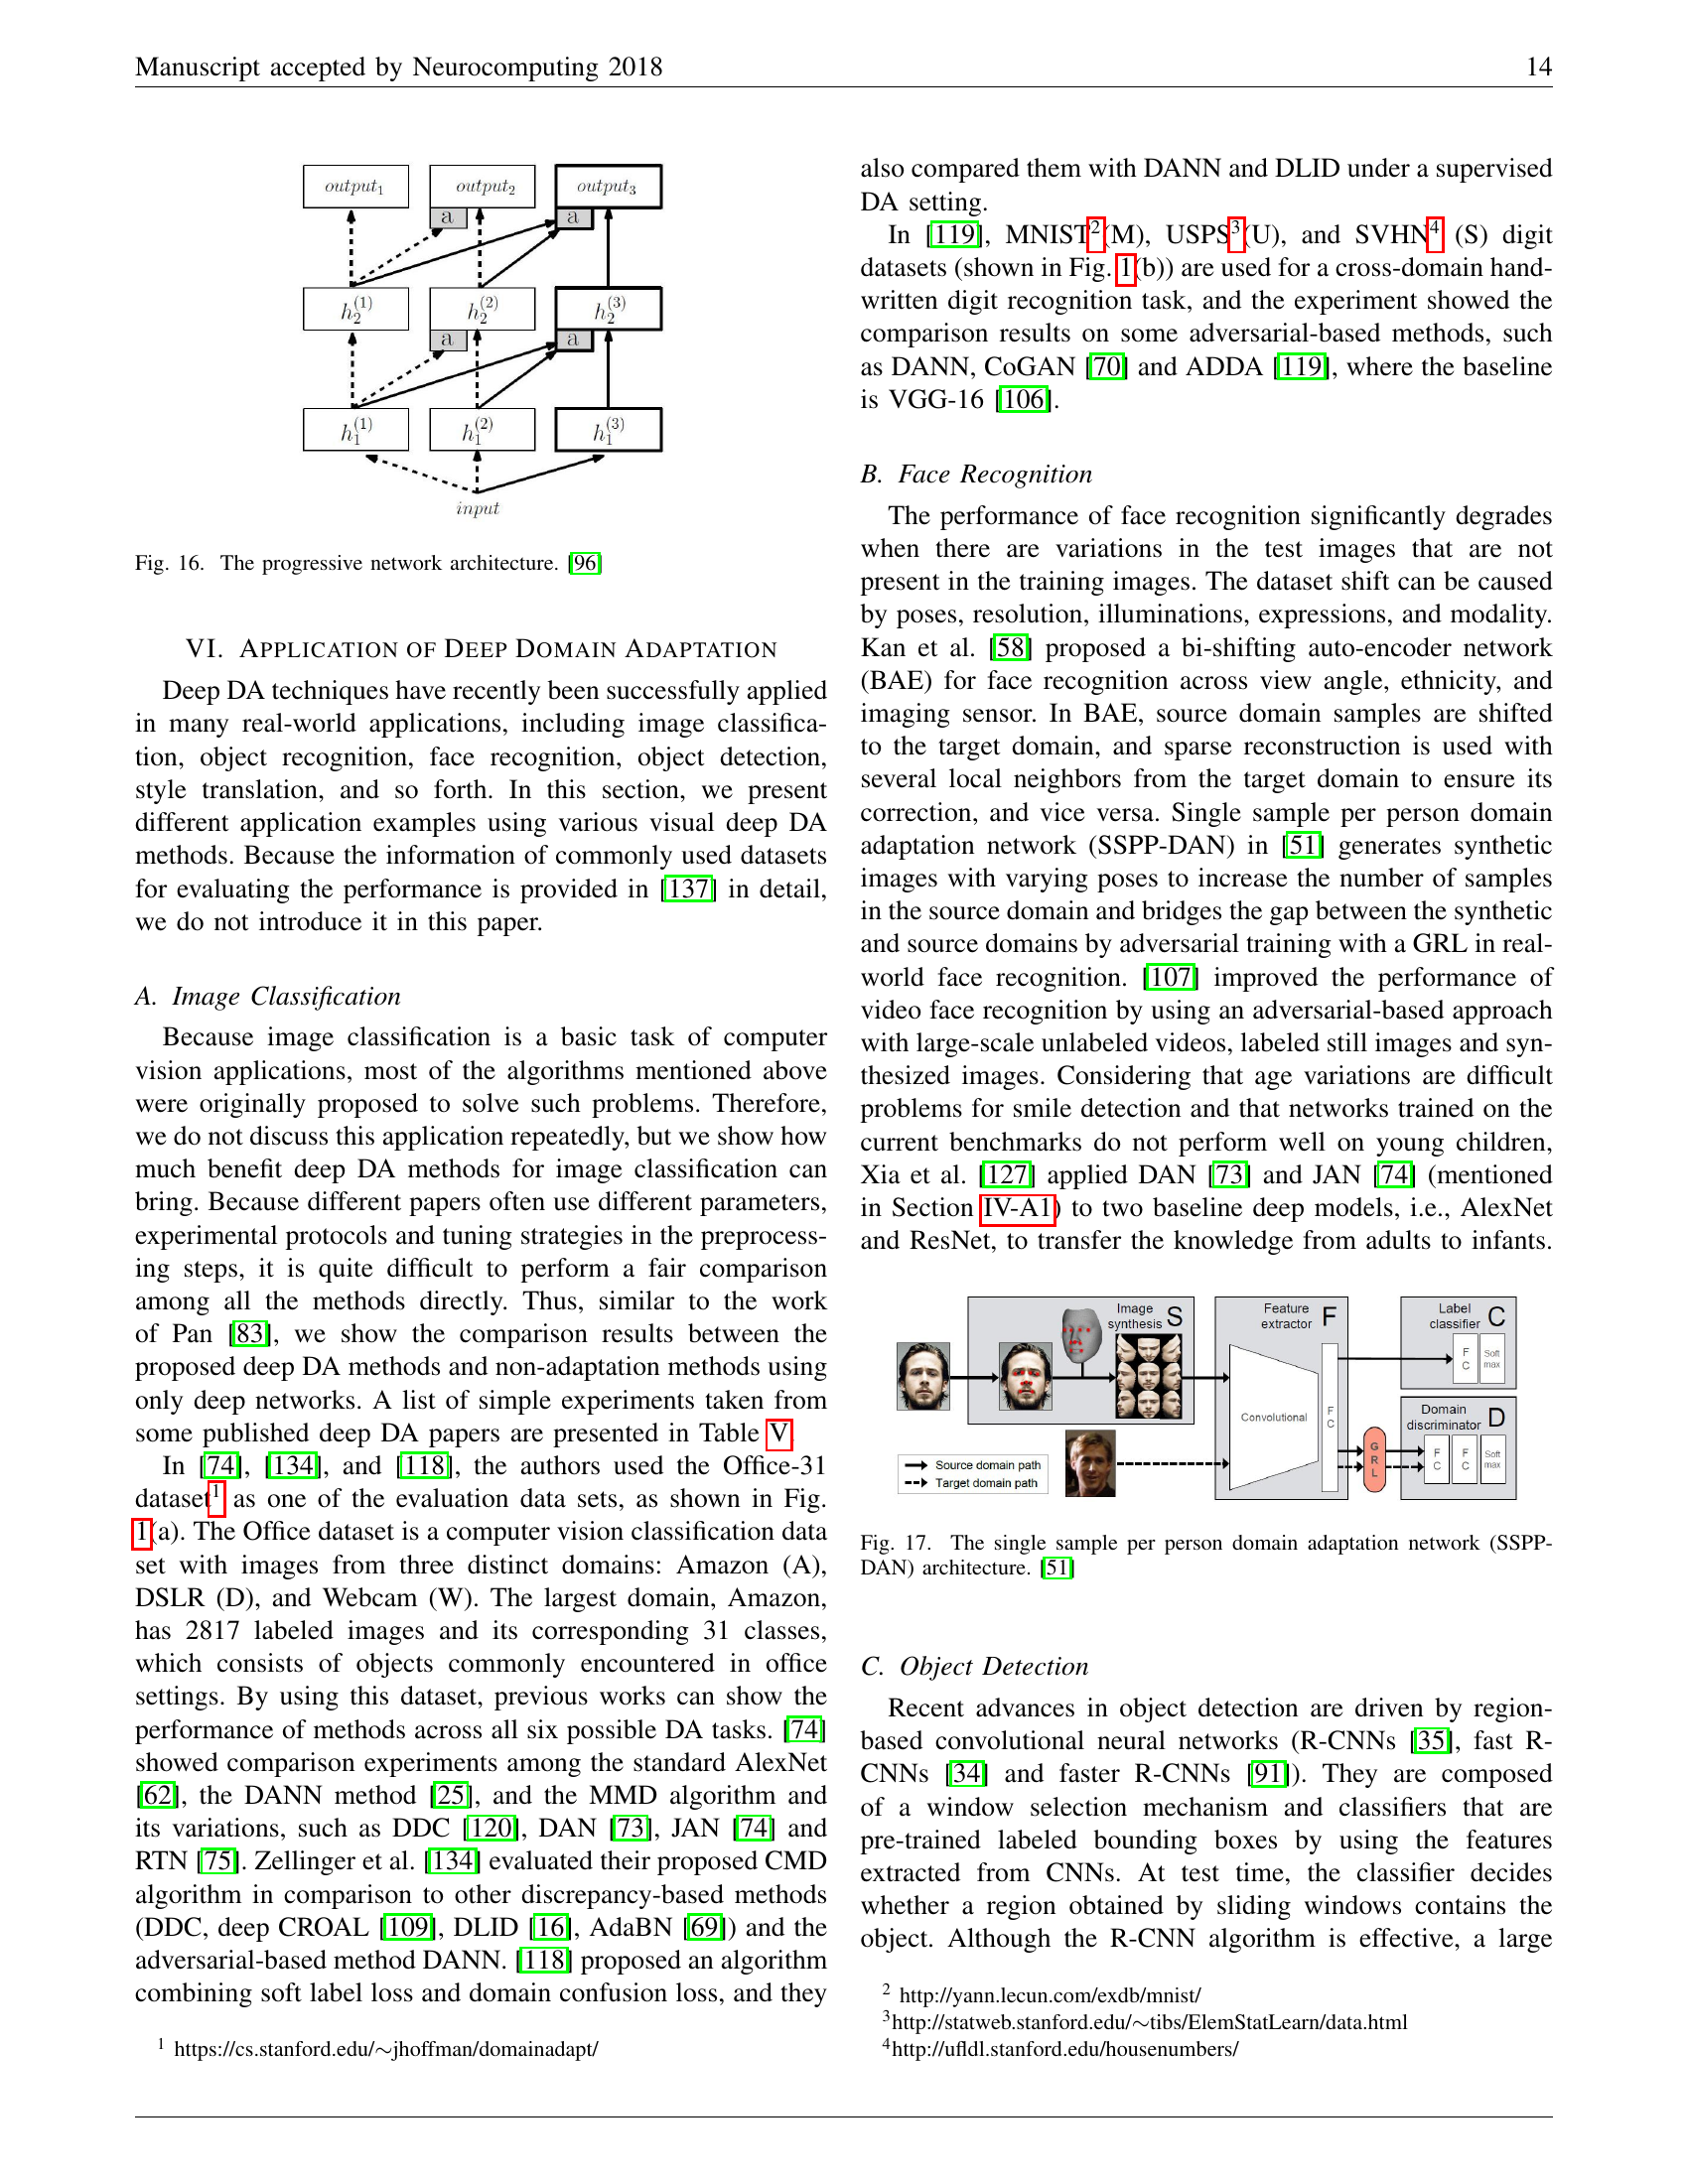 Manuscript accepted by Neurocomputing 2018
14
output₁
output₂
output₃
a
a
h₂⁽¹⁾
h₂⁽²⁾
h₂⁽³⁾
a
a
h₁⁽¹⁾
h₁⁽²⁾
h₁⁽³⁾
input
Fig. 16. The progressive network architecture. [96]
VI. APPLICATION OF DEEP DOMAIN ADAPTATION
Deep DA techniques have recently been successfully applied
in many real-world applications, including image classifica-
tion, object recognition, face recognition, object detection,
style translation, and so forth. In this section, we present
different application examples using various visual deep DA
methods. Because the information of commonly used datasets
for evaluating the performance is provided in [137] in detail,
we do not introduce it in this paper.
A. Image Classification
Because image classification is a basic task of computer
vision applications, most of the algorithms mentioned above
were originally proposed to solve such problems. Therefore,
we do not discuss this application repeatedly, but we show how
much benefit deep DA methods for image classification can
bring. Because different papers often use different parameters,
experimental protocols and tuning strategies in the preprocess-
ing steps, it is quite difficult to perform a fair comparison
among all the methods directly. Thus, similar to the work
of Pan [83], we show the comparison results between the
proposed deep DA methods and non-adaptation methods using
only deep networks. A list of simple experiments taken from
some published deep DA papers are presented in Table V.
In [74], [134], and [118], the authors used the Office-31
dataset¹ as one of the evaluation data sets, as shown in Fig.
1(a). The Office dataset is a computer vision classification data
set with images from three distinct domains: Amazon (A),
DSLR (D), and Webcam (W). The largest domain, Amazon,
has 2817 labeled images and its corresponding 31 classes,
which consists of objects commonly encountered in office
settings. By using this dataset, previous works can show the
performance of methods across all six possible DA tasks. [74]
showed comparison experiments among the standard AlexNet
[62], the DANN method [25], and the MMD algorithm and
its variations, such as DDC [120], DAN [73], JAN [74] and
RTN [75]. Zellinger et al. [134] evaluated their proposed CMD
algorithm in comparison to other discrepancy-based methods
(DDC, deep CROAL [109], DLID [16], AdaBN [69]) and the
adversarial-based method DANN. [118] proposed an algorithm
combining soft label loss and domain confusion loss, and they
¹ https://cs.stanford.edu/∼jhoffman/domainadapt/
also compared them with DANN and DLID under a supervised
DA setting.
In [119], MNIST²(M), USPS³(U), and SVHN⁴ (S) digit
datasets (shown in Fig. 1(b)) are used for a cross-domain hand-
written digit recognition task, and the experiment showed the
comparison results on some adversarial-based methods, such
as DANN, CoGAN [70] and ADDA [119], where the baseline
is VGG-16 [106].
B. Face Recognition
The performance of face recognition significantly degrades
when there are variations in the test images that are not
present in the training images. The dataset shift can be caused
by poses, resolution, illuminations, expressions, and modality.
Kan et al. [58] proposed a bi-shifting auto-encoder network
(BAE) for face recognition across view angle, ethnicity, and
imaging sensor. In BAE, source domain samples are shifted
to the target domain, and sparse reconstruction is used with
several local neighbors from the target domain to ensure its
correction, and vice versa. Single sample per person domain
adaptation network (SSPP-DAN) in [51] generates synthetic
images with varying poses to increase the number of samples
in the source domain and bridges the gap between the synthetic
and source domains by adversarial training with a GRL in real-
world face recognition. [107] improved the performance of
video face recognition by using an adversarial-based approach
with large-scale unlabeled videos, labeled still images and syn-
thesized images. Considering that age variations are difficult
problems for smile detection and that networks trained on the
current benchmarks do not perform well on young children,
Xia et al. [127] applied DAN [73] and JAN [74] (mentioned
in Section IV-A1) to two baseline deep models, i.e., AlexNet
and ResNet, to transfer the knowledge from adults to infants.
Image
synthesis S
Feature
extractor F
Label
classifier C
FC
Soft
max
Convolutional
FC
Domain
discriminator D
GRL
FC
FC
Soft
max
Source domain path
Target domain path
Fig. 17. The single sample per person domain adaptation network (SSPP-
DAN) architecture. [51]
C. Object Detection
Recent advances in object detection are driven by region-
based convolutional neural networks (R-CNNs [35], fast R-
CNNs [34] and faster R-CNNs [91]). They are composed
of a window selection mechanism and classifiers that are
pre-trained labeled bounding boxes by using the features
extracted from CNNs. At test time, the classifier decides
whether a region obtained by sliding windows contains the
object. Although the R-CNN algorithm is effective, a large
² http://yann.lecun.com/exdb/mnist/
³http://statweb.stanford.edu/∼tibs/ElemStatLearn/data.html
⁴http://ufldl.stanford.edu/housenumbers/